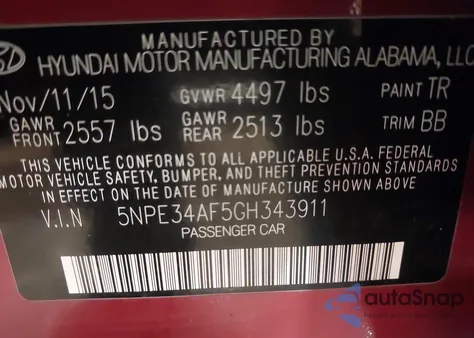 MANUFACTURED BY
HYUNDAI MOTOR MANUFACTURING ALABAMA, LLC
Nov/11/15 GVWR 4497 lbs PAINT TR
GAWR FRONT 2557 lbs GAWR REAR 2513 lbs TRIM BB
THIS VEHICLE CONFORMS TO ALL APPLICABLE U.S.A. FEDERAL
MOTOR VEHICLE SAFETY, BUMPER, AND THEFT PREVENTION STANDARDS
IN EFFECT ON THE DATE OF MANUFACTURE SHOWN ABOVE.
V.I.N 5NPE34AF5GH343911
PASSENGER CAR
autaSnap